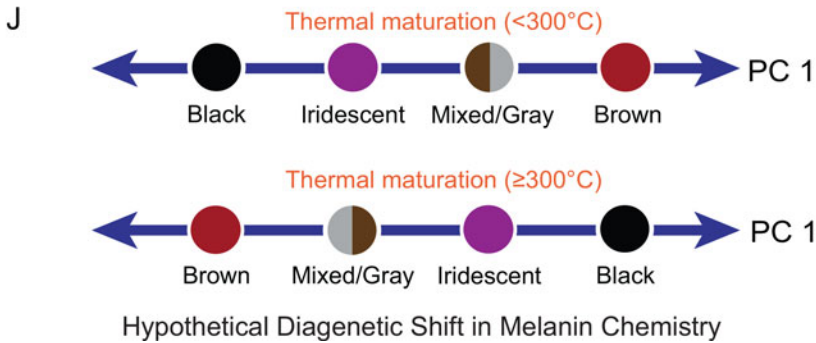 J
Thermal maturation (<300°C)
PC 1
Black Iridescent Mixed/Gray Brown
Thermal maturation (≥300°C)
PC 1
Brown Mixed/Gray Iridescent Black
Hypothetical Diagenetic Shift in Melanin Chemistry